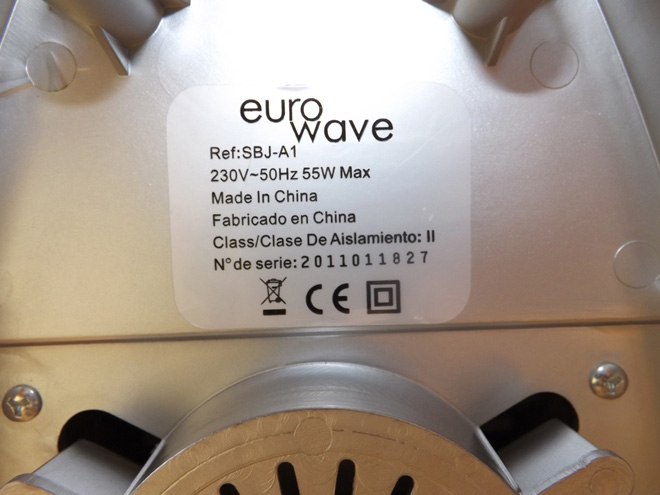 euro
wave
Ref:SBJ-A1
230V~50Hz 55W Max
Made In China
Fabricado en China
Class/Clase De Aislamiento: II
N° de serie: 2011011827
CE